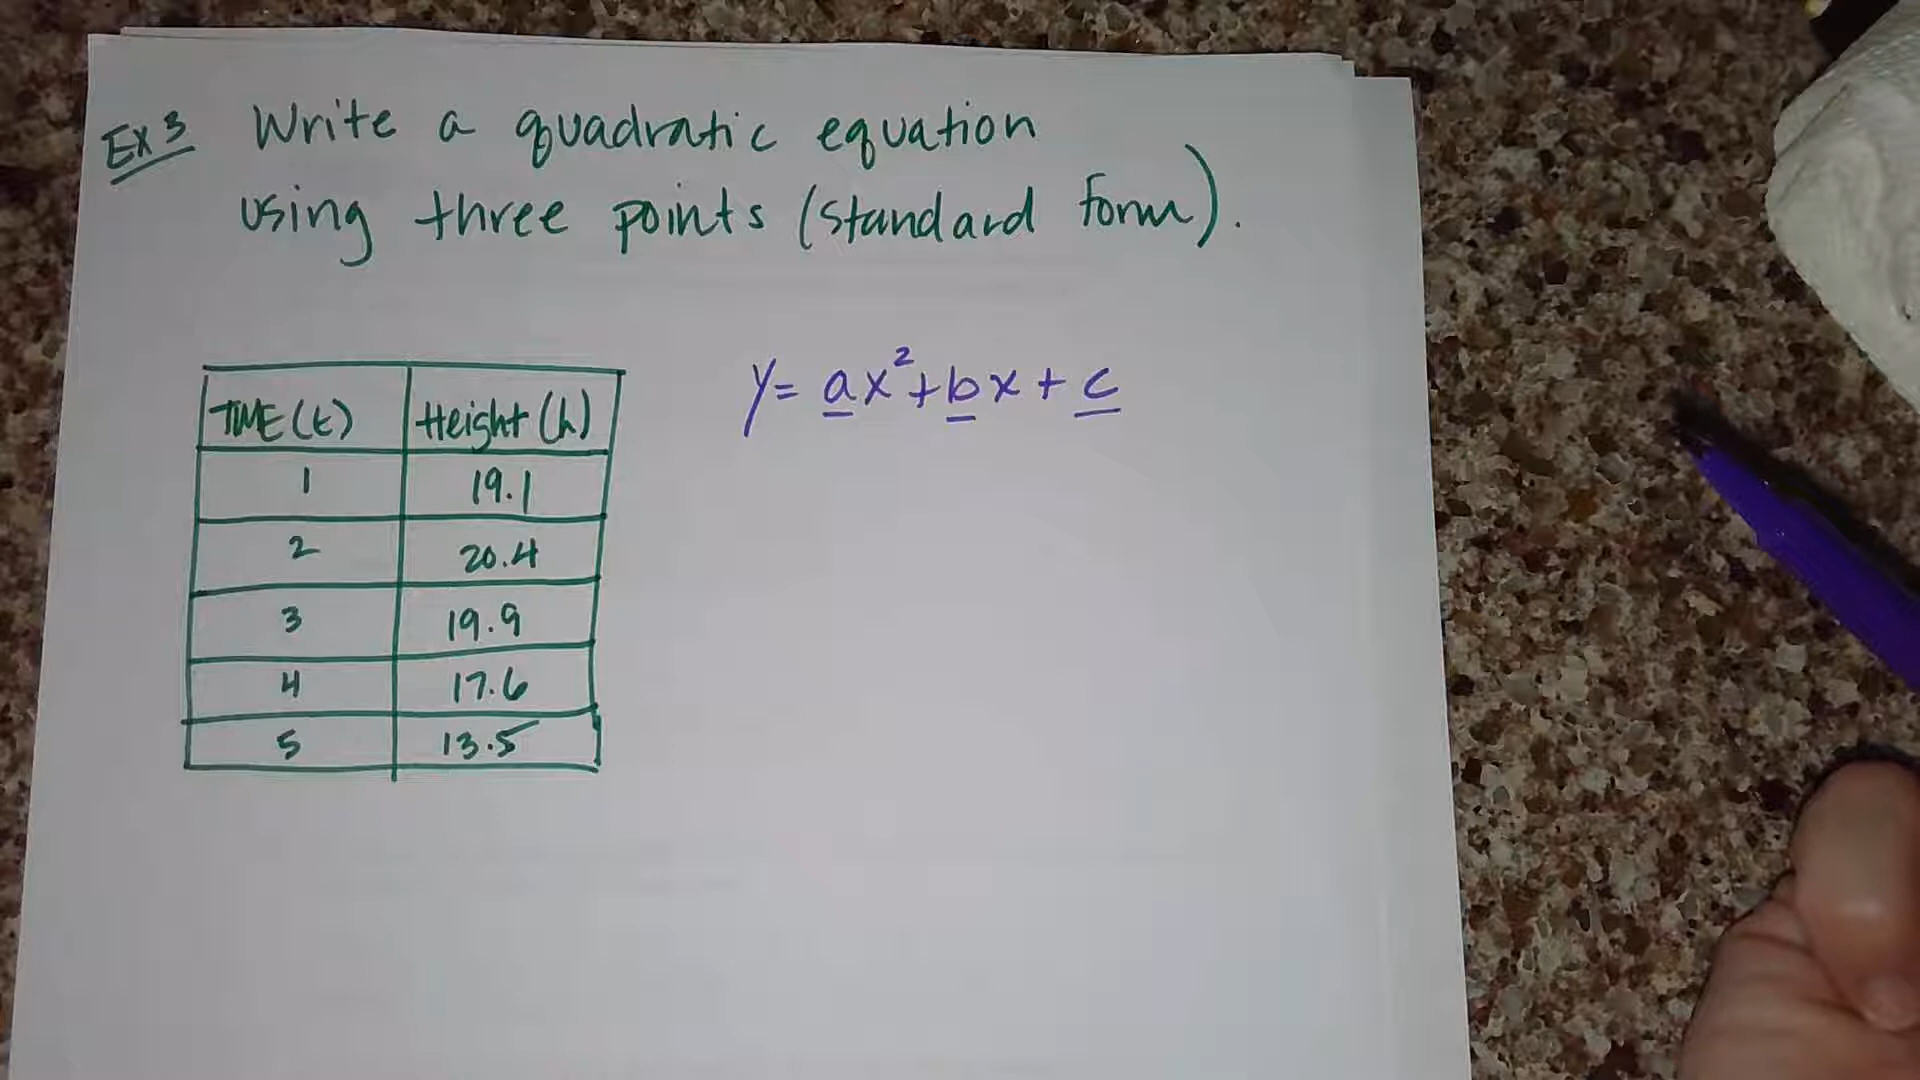 Ex 3 Write a quadratic equation
using three points (standard form).
y = ax² + bx + c
TIME (t) Height (h)
1 19.1
2 20.4
3 19.9
4 17.6
5 13.5